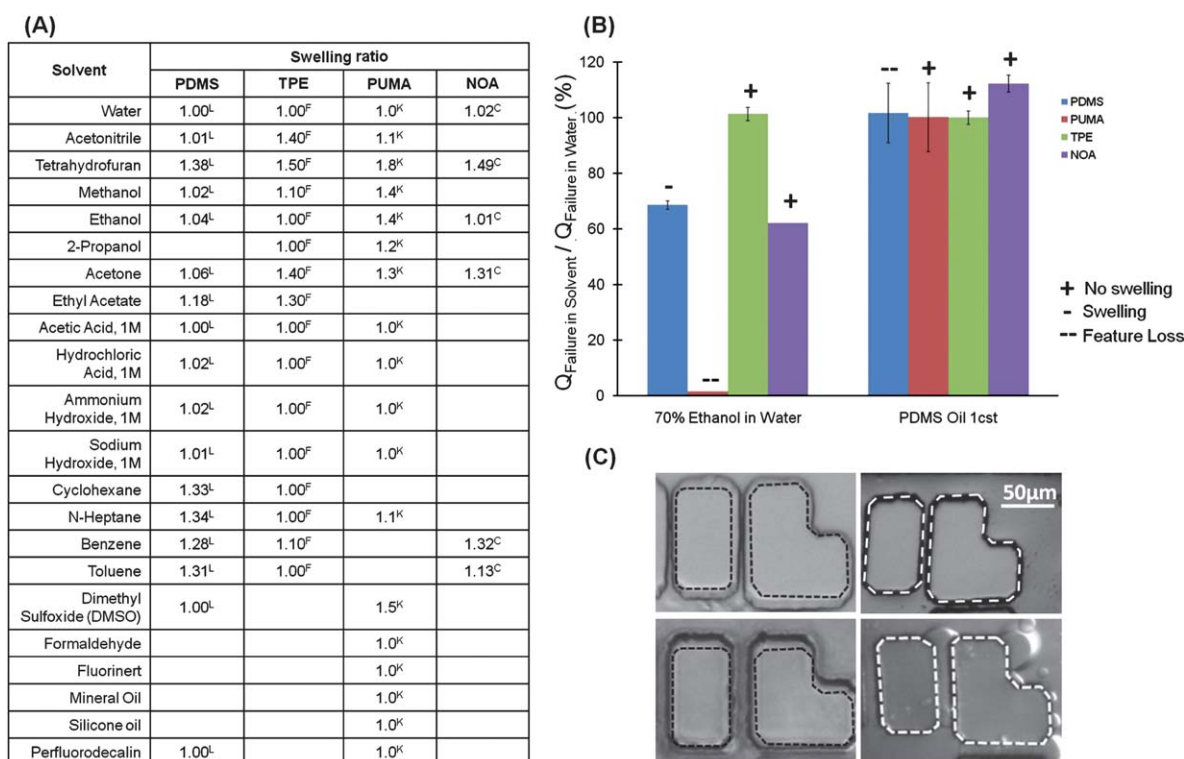 (A)
Solvent Swelling ratio
PDMS TPE PUMA NOA
Water 1.00ᴸ 1.00ꟳ 1.0ᴷ 1.02ꟲ
Acetonitrile 1.01ᴸ 1.40ꟳ 1.1ᴷ
Tetrahydrofuran 1.38ᴸ 1.50ꟳ 1.8ᴷ 1.49ꟲ
Methanol 1.02ᴸ 1.10ꟳ 1.4ᴷ
Ethanol 1.04ᴸ 1.00ꟳ 1.4ᴷ 1.01ꟲ
2-Propanol 1.00ꟳ 1.2ᴷ
Acetone 1.06ᴸ 1.40ꟳ 1.3ᴷ 1.31ꟲ
Ethyl Acetate 1.18ᴸ 1.30ꟳ
Acetic Acid, 1M 1.00ᴸ 1.00ꟳ 1.0ᴷ
Hydrochloric
Acid, 1M 1.02ᴸ 1.00ꟳ 1.0ᴷ
Ammonium
Hydroxide, 1M 1.02ᴸ 1.00ꟳ 1.0ᴷ
Sodium
Hydroxide, 1M 1.01ᴸ 1.00ꟳ 1.0ᴷ
Cyclohexane 1.33ᴸ 1.00ꟳ
N-Heptane 1.34ᴸ 1.00ꟳ 1.1ᴷ
Benzene 1.28ᴸ 1.10ꟳ 1.32ꟲ
Toluene 1.31ᴸ 1.00ꟳ 1.13ꟲ
Dimethyl
Sulfoxide (DMSO) 1.00ᴸ 1.5ᴷ
Formaldehyde 1.0ᴷ
Fluorinert 1.0ᴷ
Mineral Oil 1.0ᴷ
Silicone oil 1.0ᴷ
Perfluorodecalin 1.00ᴸ 1.0ᴷ
(B)
Q Failure in Solvent / Q Failure in Water (%)
120
100
80
60
40
20
0
- -- + + -- + + +
70% Ethanol in Water PDMS Oil 1cst
PDMS
PUMA
TPE
NOA
+ No swelling
- Swelling
-- Feature Loss
(C)
50µm